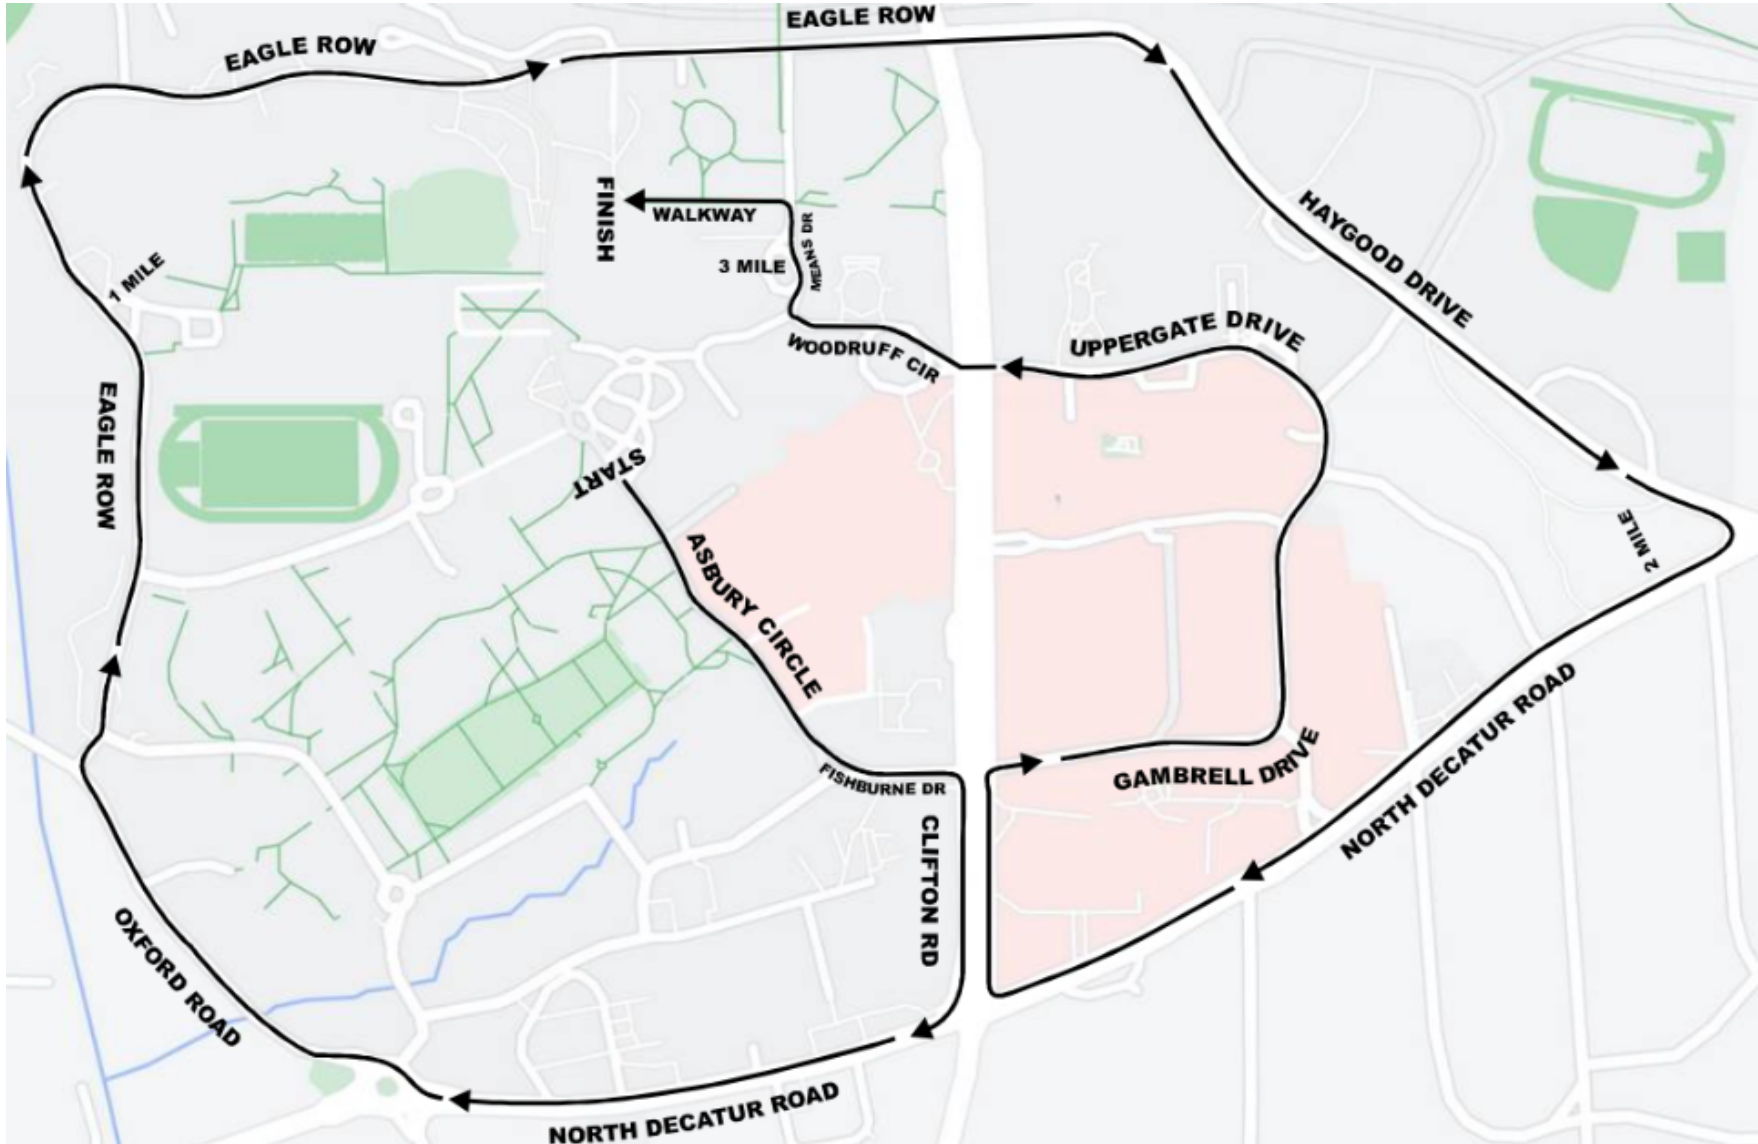 EAGLE ROW
EAGLE ROW
FINISH
WALKWAY
MEANS DR
3 MILE
1 MILE
HAYGOOD DRIVE
UPPERGATE DRIVE
WOODRUFF CIR
EAGLE ROW
START
ASBURY CIRCLE
2 MILE
FISHBURNE DR
GAMBRELL DRIVE
NORTH DECATUR ROAD
CLIFTON RD
OXFORD ROAD
NORTH DECATUR ROAD